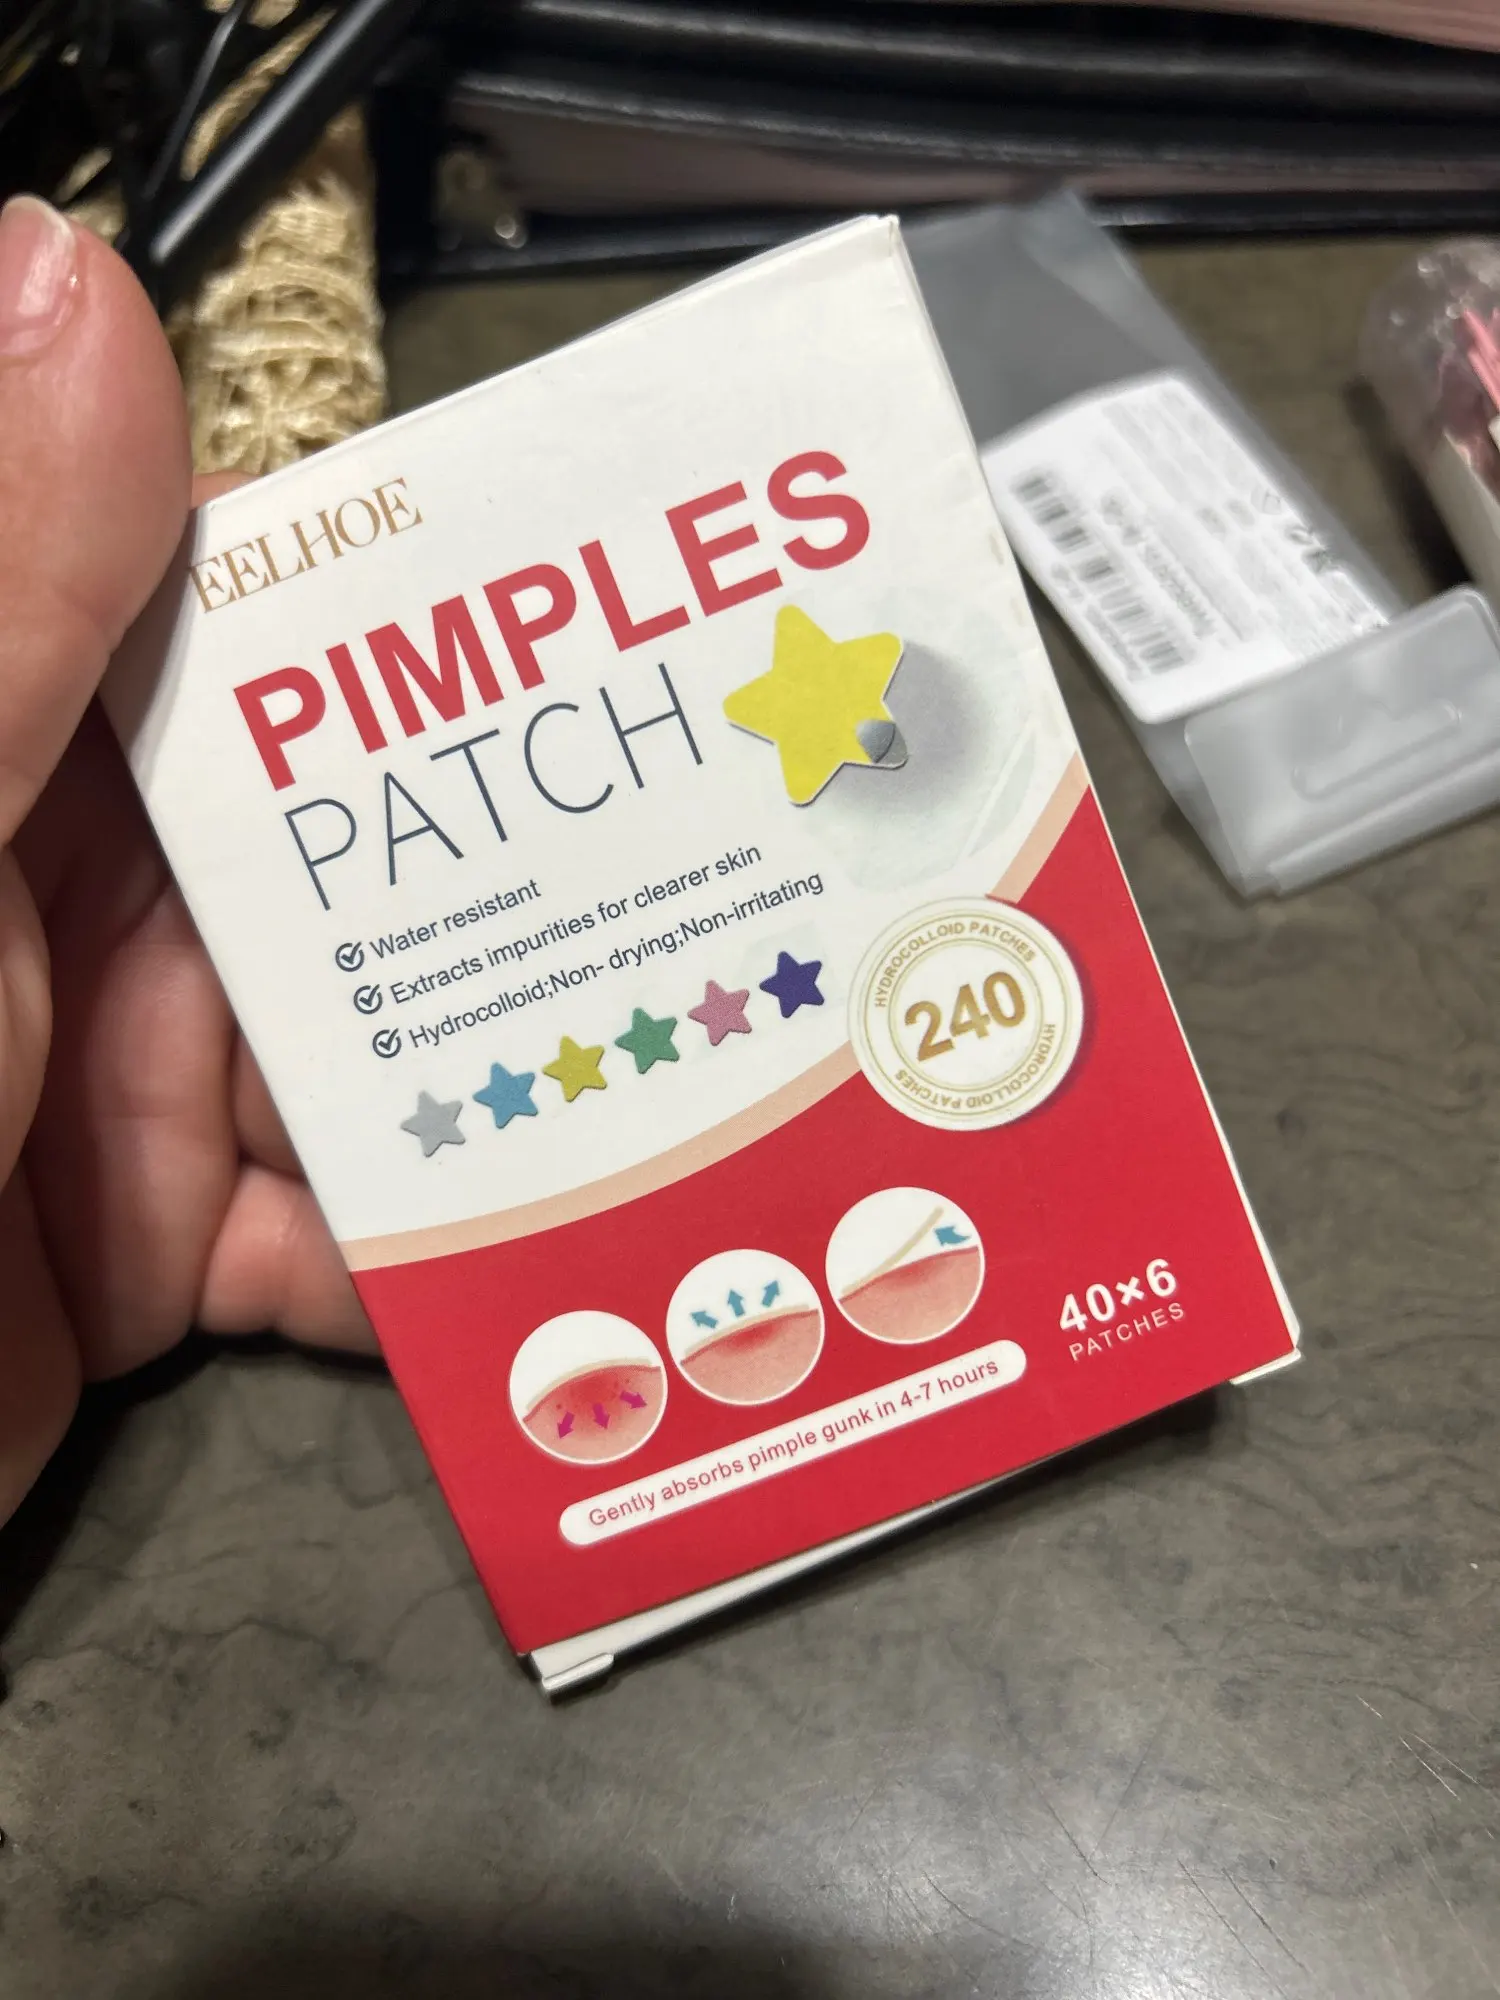 EELHOE
PIMPLES
PATCH
Water resistant
Extracts impurities for clearer skin
Hydrocolloid;Non- drying;Non-irritating
HYDROCOLLOID PATCHES
240
HYDROCOLLOID PATCHES
40×6
PATCHES
Gently absorbs pimple gunk in 4-7 hours